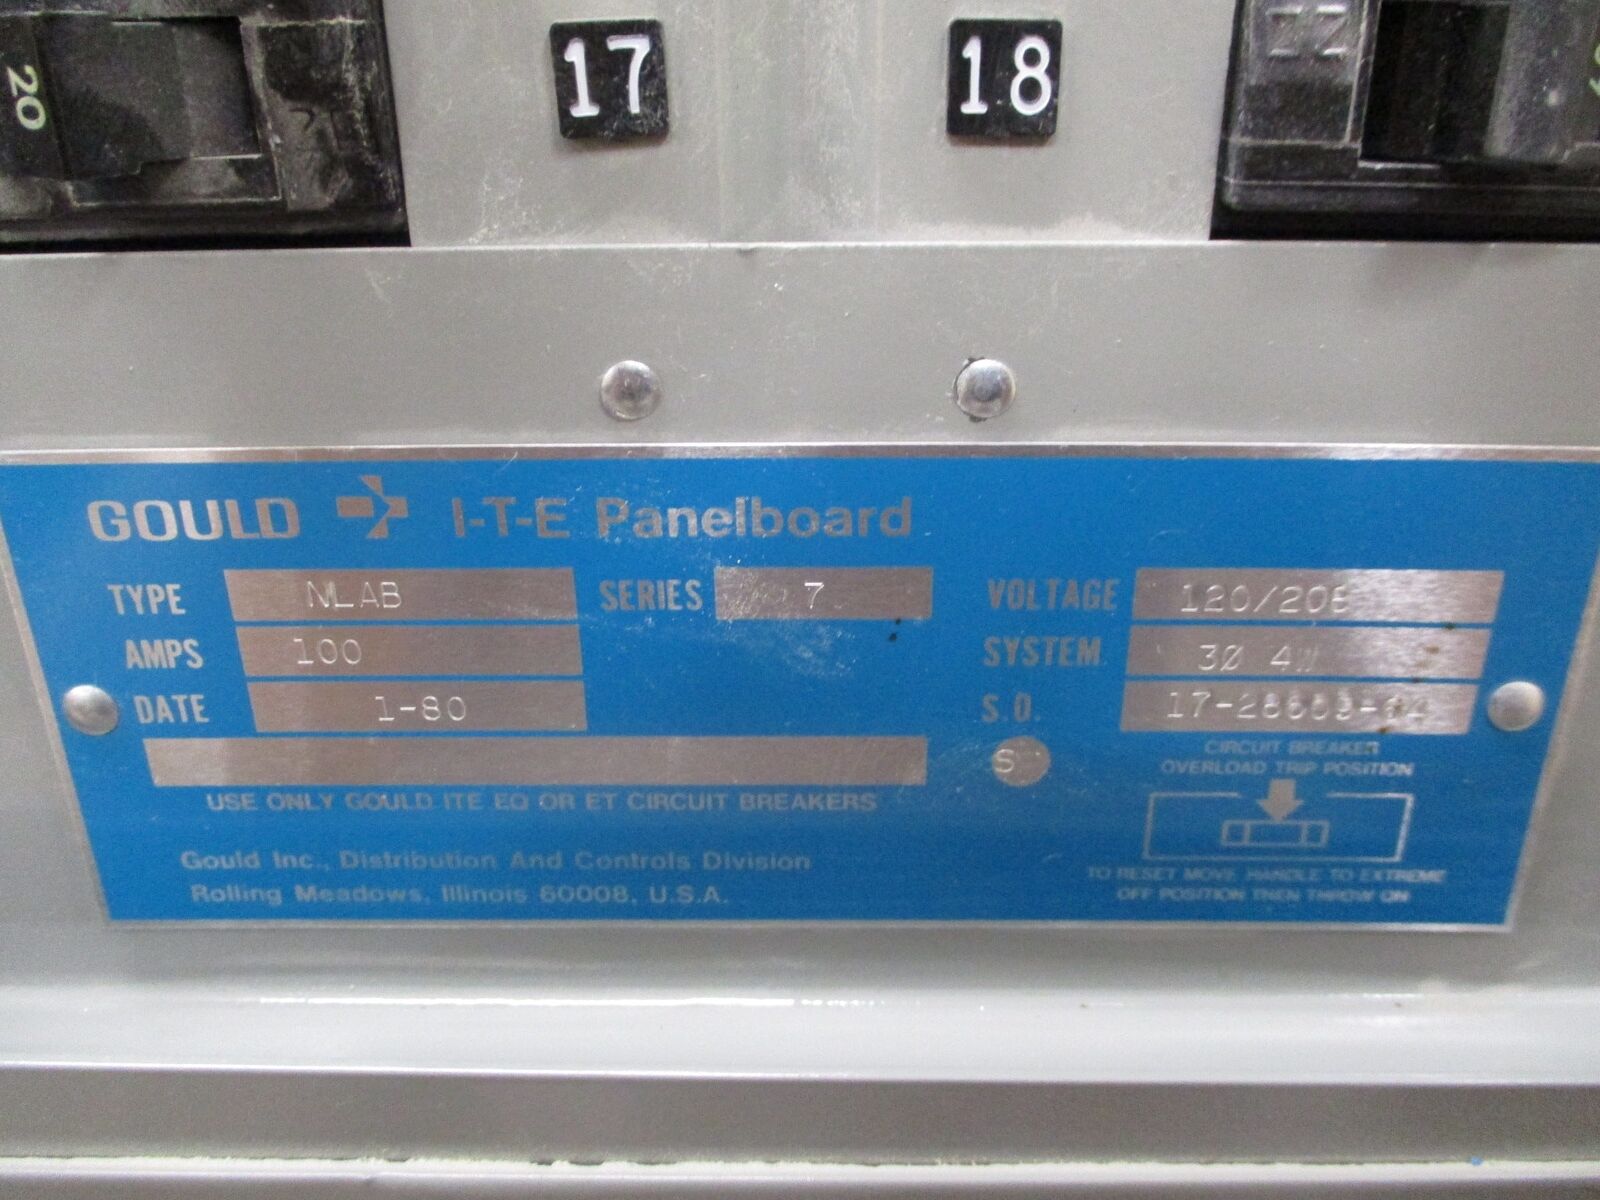 20
17
18
GOULD I-T-E Panelboard
TYPE NLAB SERIES 7 VOLTAGE 120/208
AMPS 100 SYSTEM 3Ø 4W
DATE 1-80 S.O.
S
CIRCUIT BREAKER
OVERLOAD TRIP POSITION
USE ONLY GOULD ITE EQ OR ET CIRCUIT BREAKERS
Gould Inc., Distribution And Controls Division
Rolling Meadows, Illinois 60008, U.S.A.
TO RESET MOVE HANDLE TO EXTREME
OFF POSITION THEN THROW ON